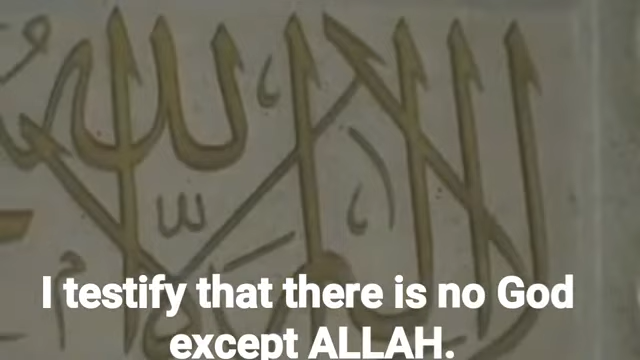 لا اله الا الله
I testify that there is no God
except ALLAH.